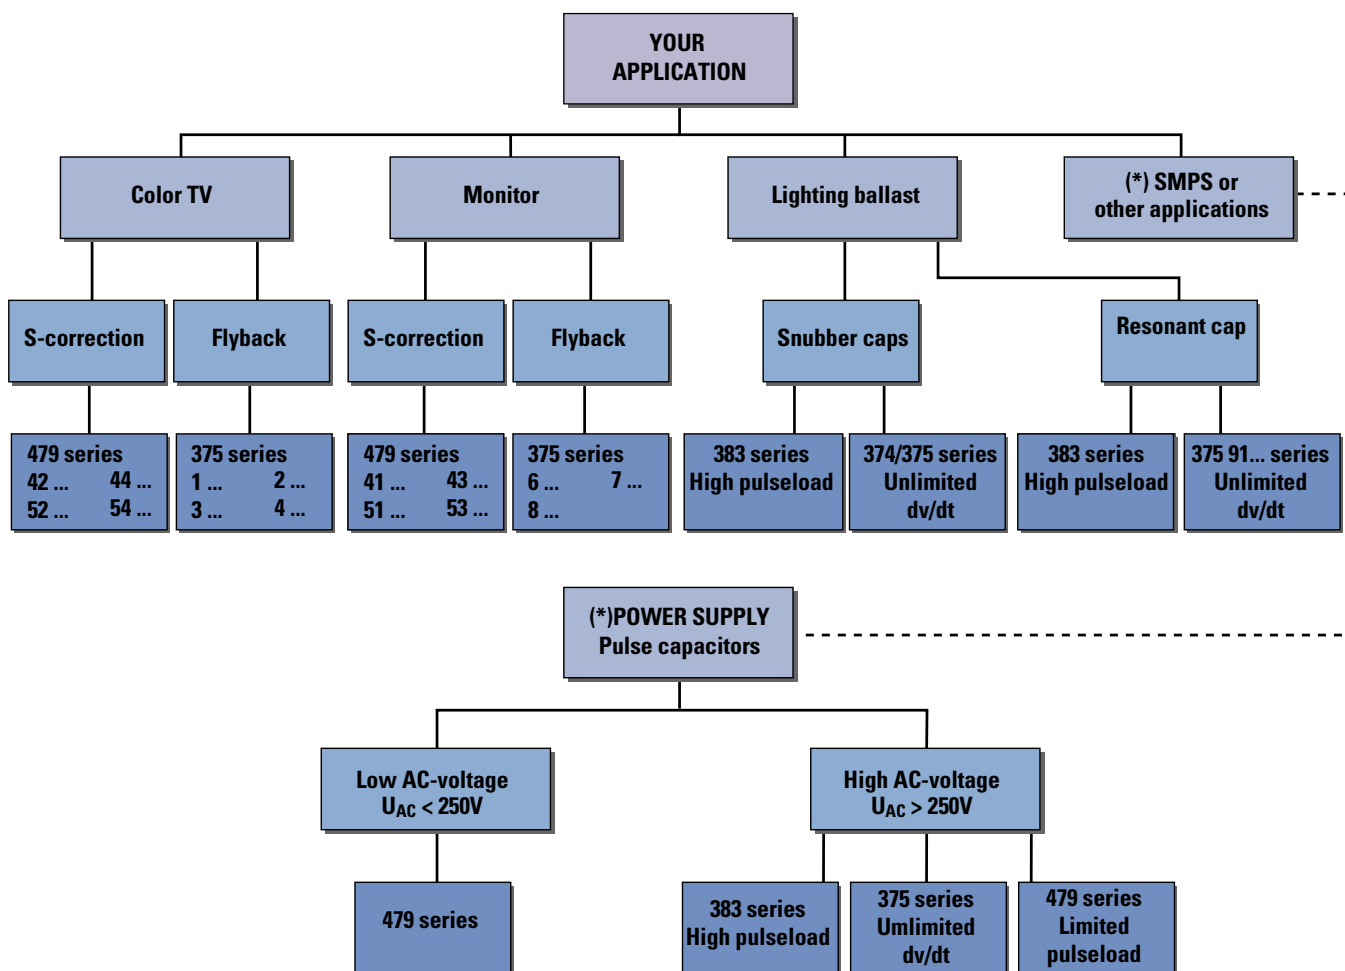 YOUR
APPLICATION
Color TV
Monitor
Lighting ballast
(*) SMPS or
other applications
S-correction
Flyback
S-correction
Flyback
Snubber caps
Resonant cap
479 series
42 ... 44 ...
52 ... 54 ...
375 series
1 ... 2 ...
3 ... 4 ...
479 series
41 ... 43 ...
51 ... 53 ...
375 series
6 ... 7 ...
8 ...
383 series
High pulseload
374/375 series
Unlimited
dv/dt
383 series
High pulseload
375 91... series
Unlimited
dv/dt
(*)POWER SUPPLY
Pulse capacitors
Low AC-voltage
UAC < 250V
High AC-voltage
UAC > 250V
479 series
383 series
High pulseload
375 series
Umlimited
dv/dt
479 series
Limited
pulseload